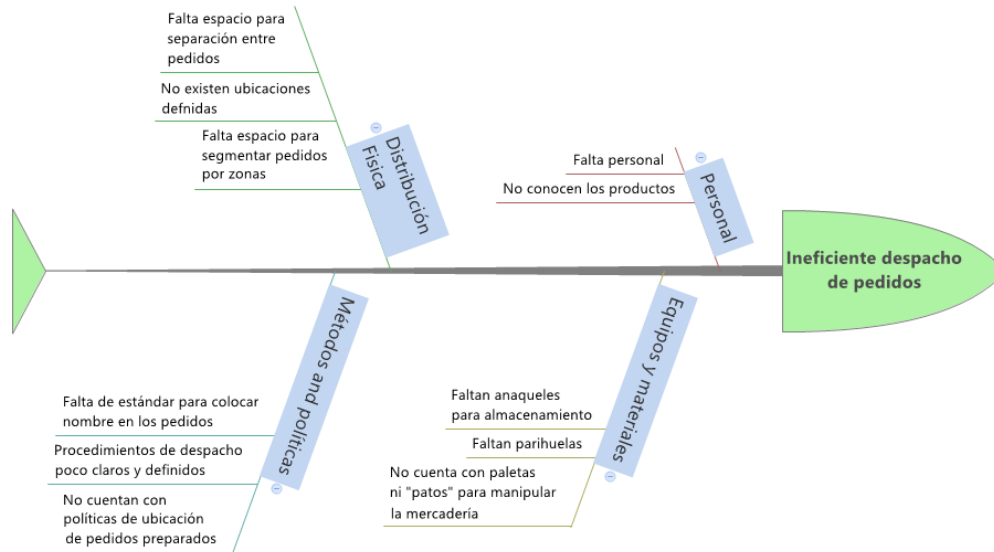 Falta espacio para
separación entre
pedidos
No existen ubicaciones
defnidas
Falta espacio para
segmentar pedidos
por zonas
Distribución
Fisica
Falta personal
No conocen los productos
Personal
Ineficiente despacho
de pedidos
Métodos and políticas
Falta de estándar para colocar
nombre en los pedidos
Procedimientos de despacho
poco claros y definidos
No cuentan con
políticas de ubicación
de pedidos preparados
Equipos y materiales
Faltan anaqueles
para almacenamiento
Faltan parihuelas
No cuenta con paletas
ni "patos" para manipular
la mercadería